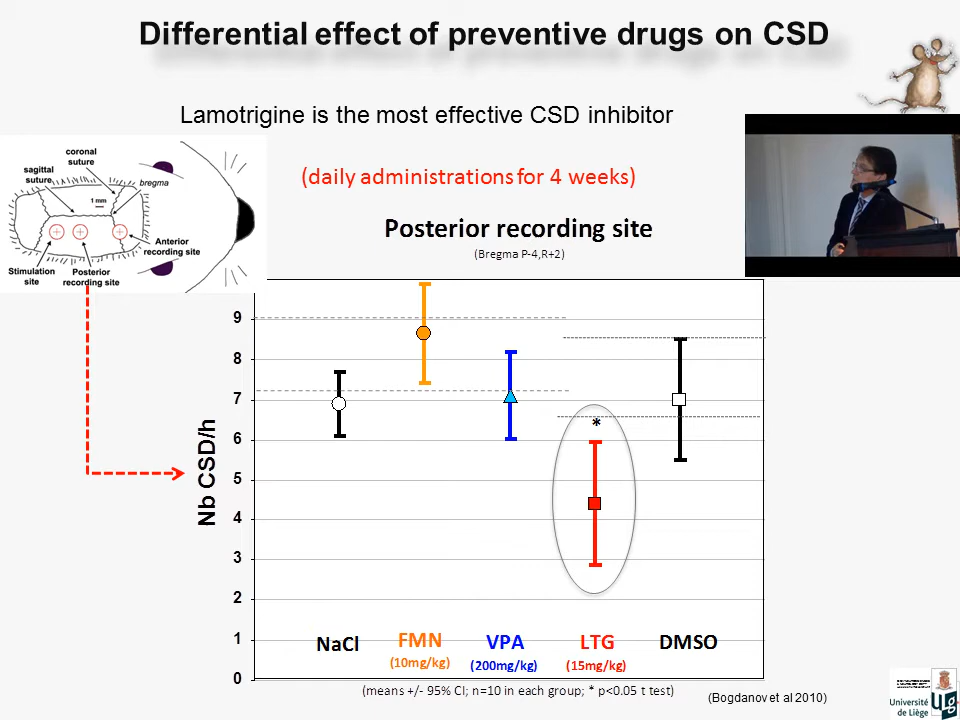 Differential effect of preventive drugs on CSD
Lamotrigine is the most effective CSD inhibitor
(daily administrations for 4 weeks)
coronal
suture
sagittal
suture
bregma
1 mm
Anterior
recording site
Stimulation
site
Posterior
recording site
Posterior recording site
(Bregma P-4,R+2)
Nb CSD/h
9
8
7
6
5
4
3
2
1
0
*
NaCl
FMN
(10mg/kg)
VPA
(200mg/kg)
LTG
(15mg/kg)
DMSO
(means +/- 95% CI; n=10 in each group; * p<0.05 t test)
(Bogdanov et al 2010)
Université
de Liège